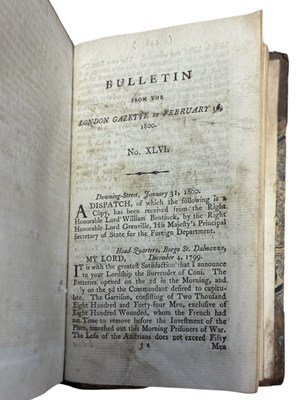 BULLETIN
FROM THE
LONDON GAZETTE of FEBRUARY 1st,
1800.
No. XLVI.
Downing-Street, January 31, 1800.
A DISPATCH, of which the following is a
Copy, has been received from the Right
Honorable Lord William Bentinck, by the Right
Honorable Lord Grenville, His Majesty's Principal
Secretary of State for the Foreign Department.
Head-Quarters, Borgo St. Dalmazzo,
MY LORD, December 4, 1799.
IT is with the greatest Satisfaction that I announce
to your Lordship the Surrender of Coni. The
Batteries opened on the 2d in the Morning, and
only on the 3d the Commandant desired to capitu-
late. The Garrison, consisting of Two Thousand
Eight Hundred and Forty four Men, exclusive of
Eight Hundred Wounded, whom the French had
not Time to remove before the Investment of the
Place, marched out this Morning Prisoners of War.
The Loss of the Austrians does not exceed Fifty
Men